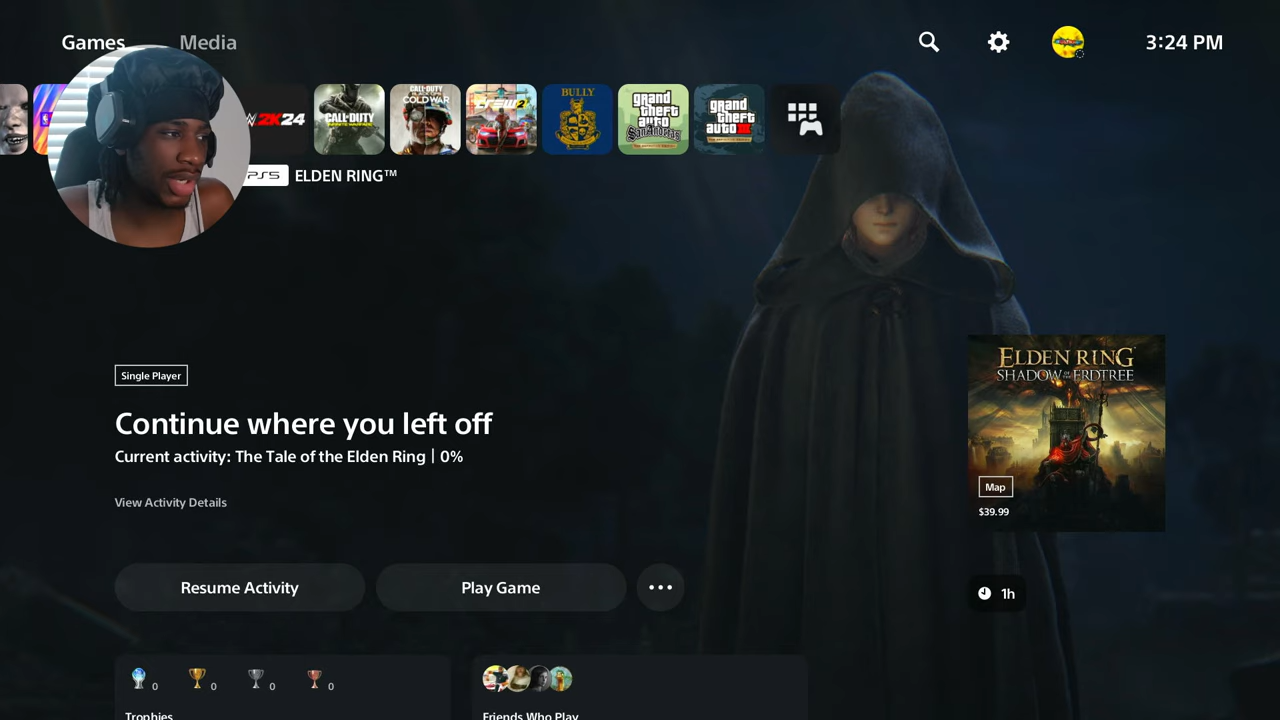 Games
Media
3:24 PM
2K24
CALL OF DUTY
CALL OF DUTY
COLD WAR
CREW 2
BULLY
grand
theft
auto
San Andreas
grand
theft
auto III
PS5
ELDEN RING™
Single Player
Continue where you left off
Current activity: The Tale of the Elden Ring | 0%
View Activity Details
Resume Activity
Play Game
ELDEN RING
SHADOW OF THE ERDTREE
Map
$39.99
1h
0
0
0
0
Trophies
Friends Who Play